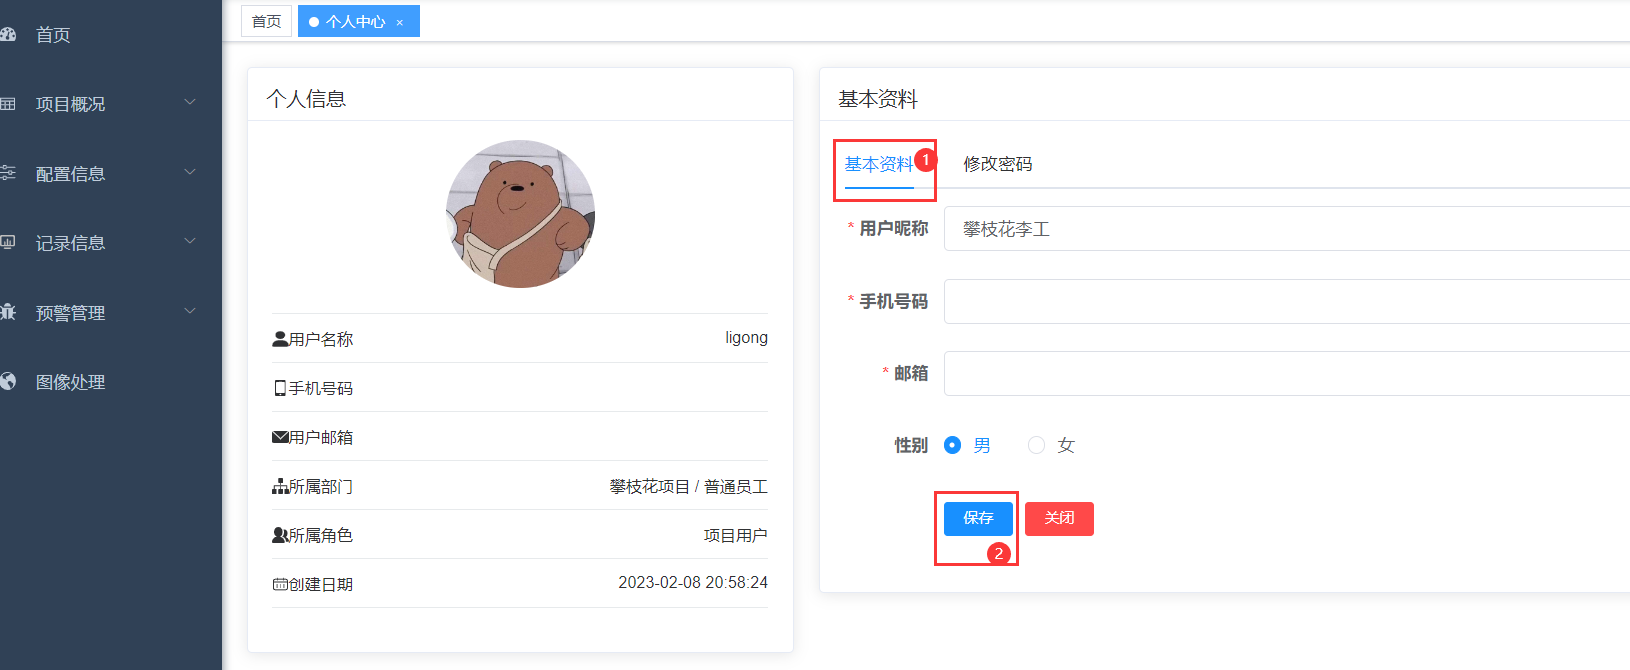 首页
项目概况
配置信息
记录信息
预警管理
图像处理
首页
个人中心 ×
个人信息
用户名称 ligong
手机号码
用户邮箱
所属部门 攀枝花项目 / 普通员工
所属角色 项目用户
创建日期 2023-02-08 20:58:24
基本资料
基本资料 1 修改密码
* 用户昵称 攀枝花李工
* 手机号码
* 邮箱
性别 男 女
保存 关闭
2